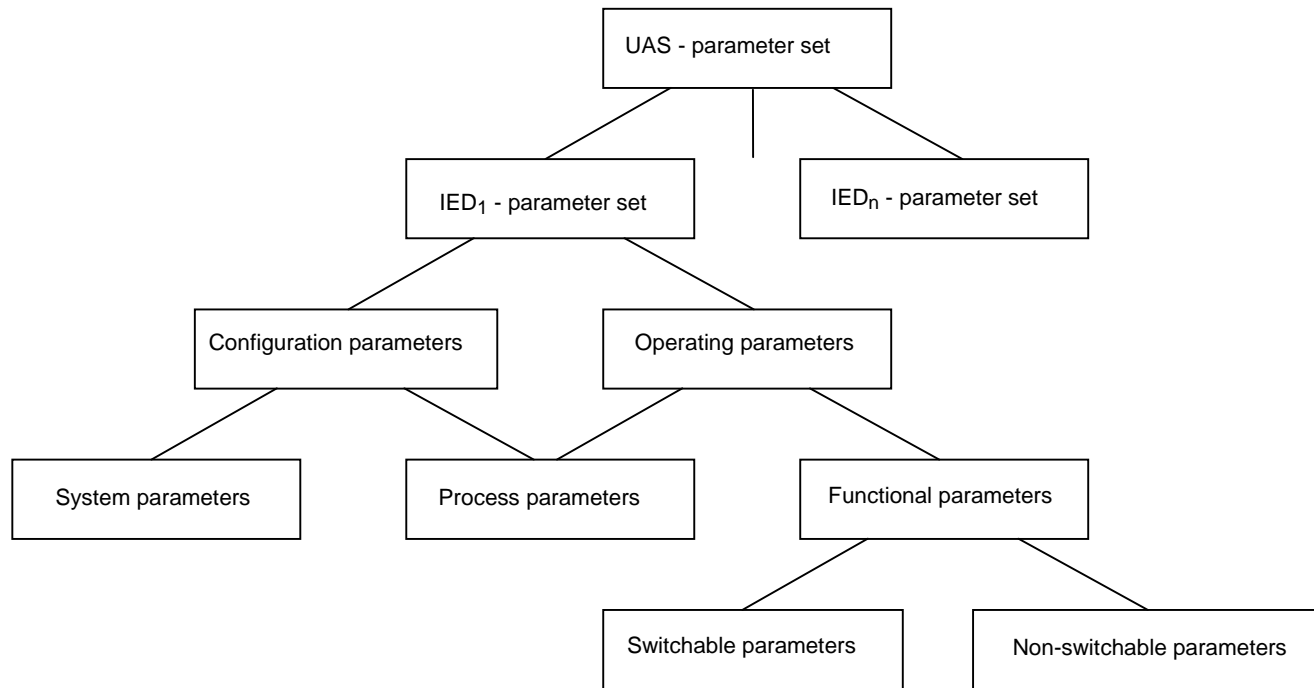 UAS - parameter set
IED1 - parameter set
IEDn - parameter set
Configuration parameters
Operating parameters
System parameters
Process parameters
Functional parameters
Switchable parameters
Non-switchable parameters